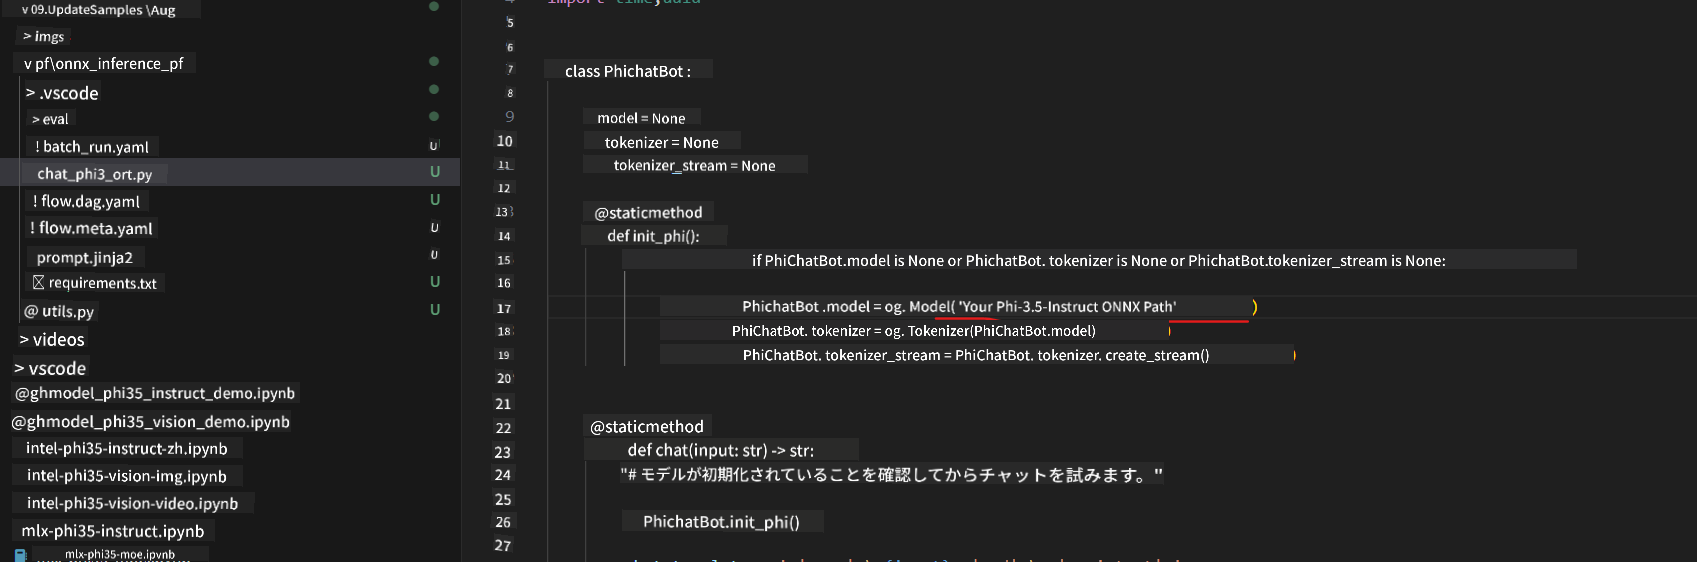 v 09.UpdateSamples \Aug
> imgs
v pf\onnx_inference_pf
> .vscode
> eval
! batch_run.yaml U
chat_phi3_ort.py U
! flow.dag.yaml U
! flow.meta.yaml U
prompt.jinja2 U
requirements.txt U
@ utils.py U
> videos
> vscode
@ghmodel_phi35_instruct_demo.ipynb
@ghmodel_phi35_vision_demo.ipynb
intel-phi35-instruct-zh.ipynb
intel-phi35-vision-img.ipynb
intel-phi35-vision-video.ipynb
mlx-phi35-instruct.ipynb
mlx-phi35-moe.ipvnb
import time,uuid
5
6
7 class PhichatBot :
8
9 model = None
10 tokenizer = None
11 tokenizer_stream = None
12
13 @staticmethod
14 def init_phi():
15 if PhiChatBot.model is None or PhichatBot. tokenizer is None or PhichatBot.tokenizer_stream is None:
16
17 PhichatBot .model = og. Model( 'Your Phi-3.5-Instruct ONNX Path' )
18 PhiChatBot. tokenizer = og. Tokenizer(PhiChatBot.model)
19 PhiChatBot. tokenizer_stream = PhiChatBot. tokenizer. create_stream()
20
21
22 @staticmethod
23 def chat(input: str) -> str:
24 "# モデルが初期化されていることを確認してからチャットを試みます。"
25
26 PhichatBot.init_phi()
27